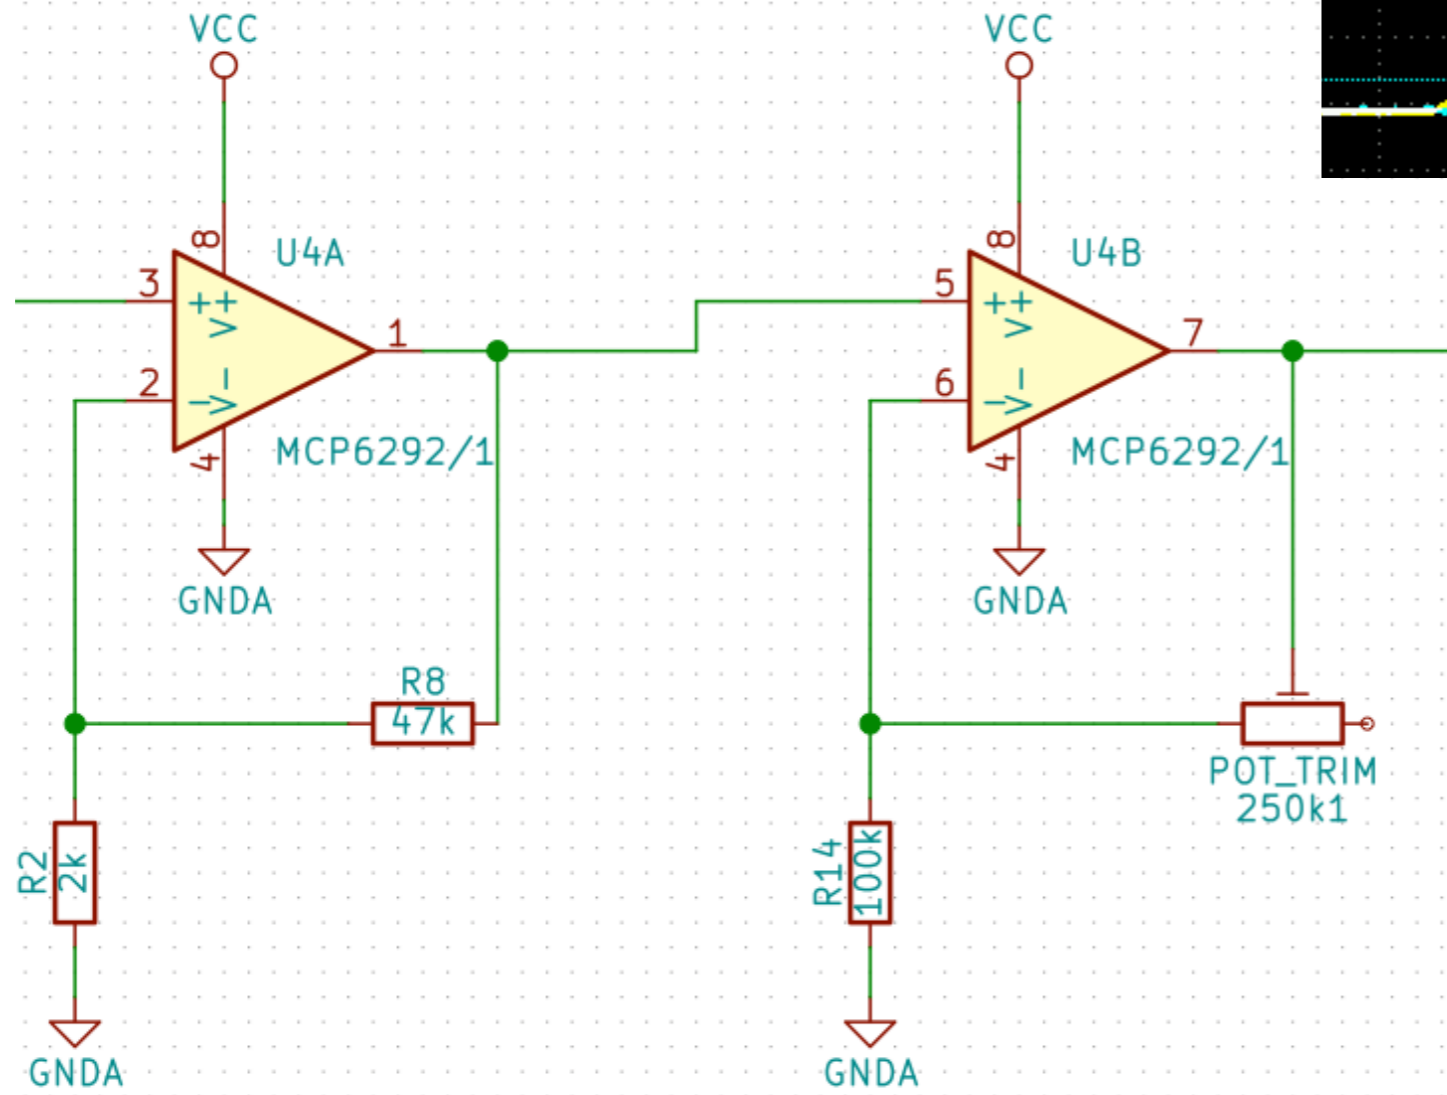 VCC
VCC
8
U4A
8
U4B
3
+
V+
1
5
+
V+
7
2
-
V-
6
-
V-
4
MCP6292/1
4
MCP6292/1
GNDA
GNDA
R8
47k
POT_TRIM
250k1
R2
2k
R14
100k
GNDA
GNDA